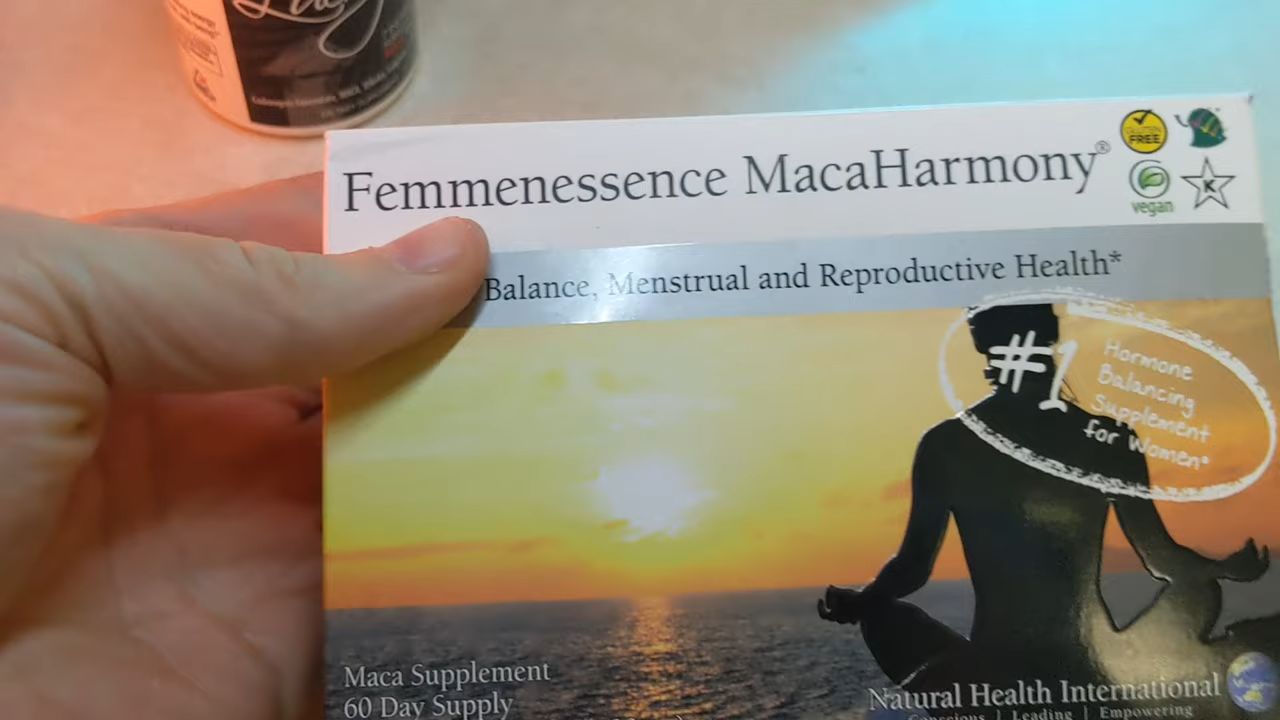 Femmenessence MacaHarmony®
GLUTEN
FREE
vegan
K
Balance, Menstrual and Reproductive Health*
#1
Hormone
Balancing
Supplement
for Women*
Maca Supplement
60 Day Supply
Natural Health International
Conscious | Leading | Empowering